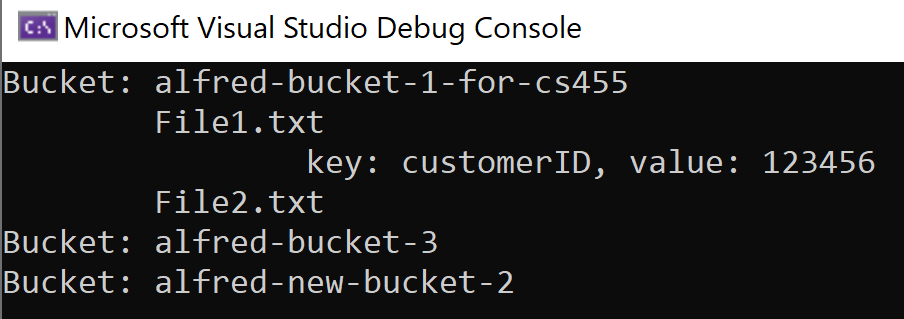 Microsoft Visual Studio Debug Console
Bucket: alfred-bucket-1-for-cs455
File1.txt
key: customerID, value: 123456
File2.txt
Bucket: alfred-bucket-3
Bucket: alfred-new-bucket-2